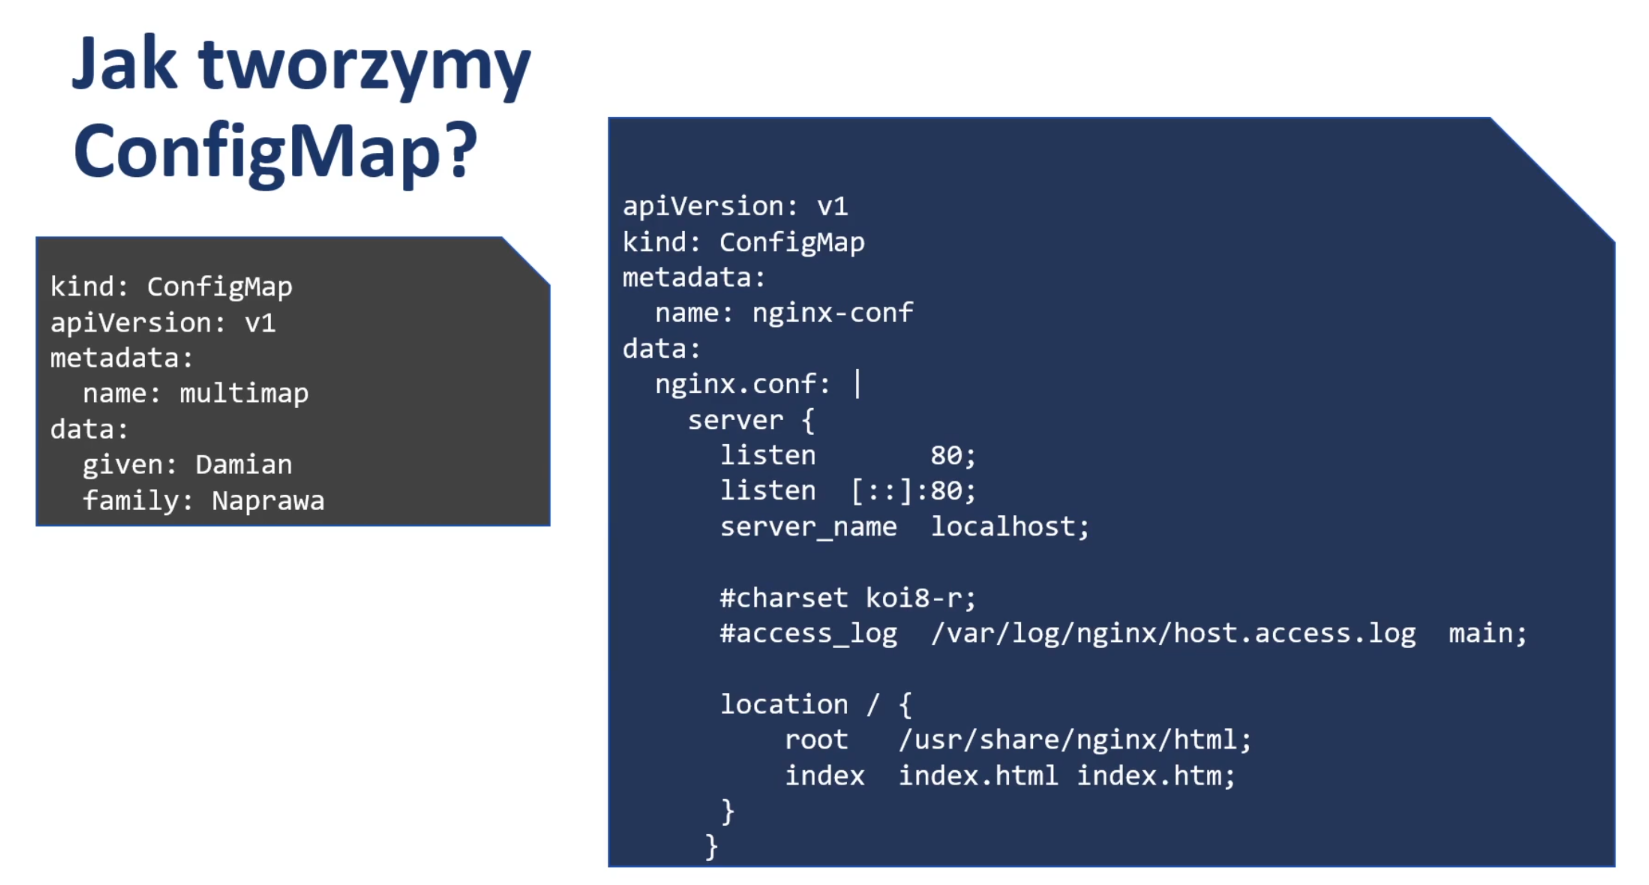 Jak tworzymy
ConfigMap?
kind: ConfigMap
apiVersion: v1
metadata:
  name: multimap
data:
  given: Damian
  family: Naprawa
apiVersion: v1
kind: ConfigMap
metadata:
  name: nginx-conf
data:
  nginx.conf: |
    server {
      listen       80;
      listen  [::]:80;
      server_name  localhost;

      #charset koi8-r;
      #access_log  /var/log/nginx/host.access.log  main;

      location / {
          root   /usr/share/nginx/html;
          index  index.html index.htm;
      }
     }